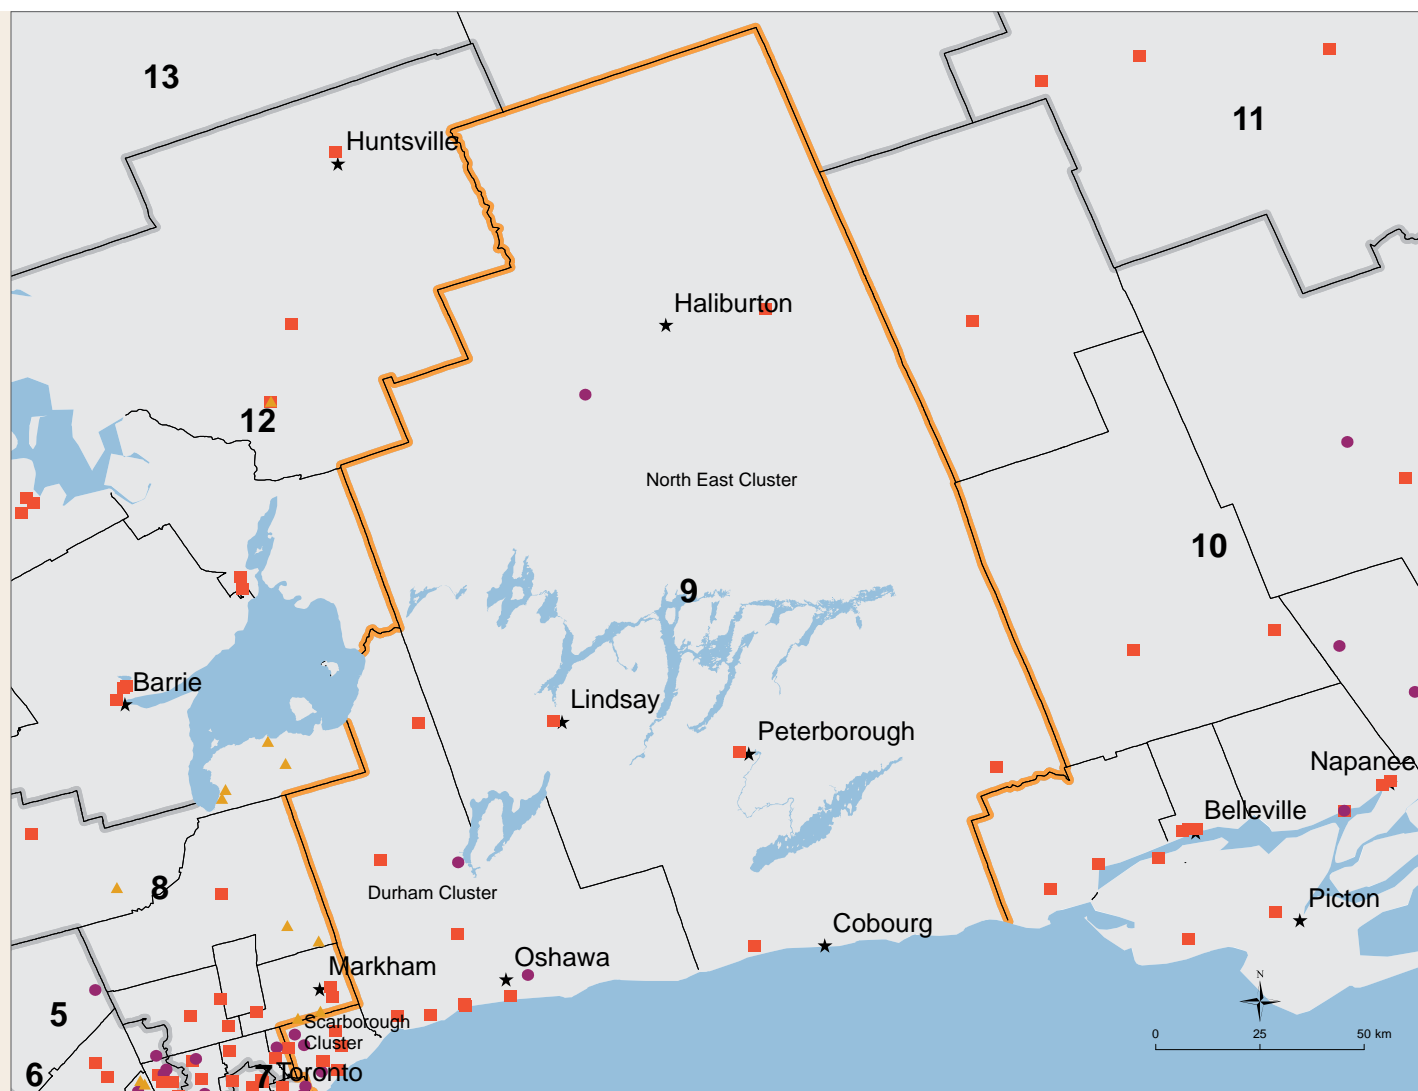 13
11
Huntsville
Haliburton
12
North East Cluster
10
9
Barrie
Lindsay
Peterborough
Napanee
Belleville
8
Durham Cluster
Picton
Cobourg
Markham
Oshawa
N
5
Scarborough
Cluster
0 25 50 km
6
7
Toronto